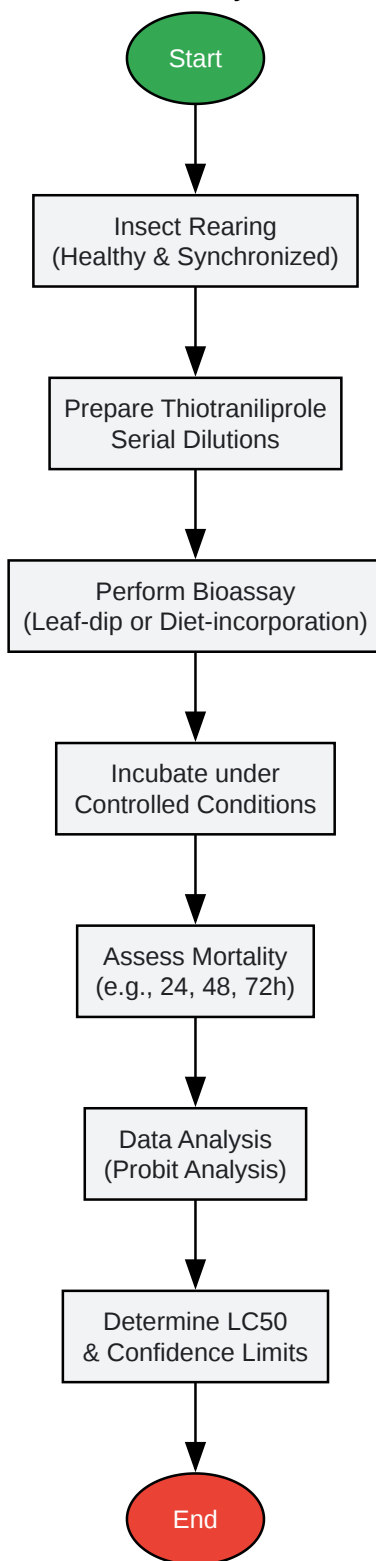 Start
Insect Rearing
(Healthy & Synchronized)
Prepare Thiotraniliprole
Serial Dilutions
Perform Bioassay
(Leaf-dip or Diet-incorporation)
Incubate under
Controlled Conditions
Assess Mortality
(e.g., 24, 48, 72h)
Data Analysis
(Probit Analysis)
Determine LC50
& Confidence Limits
End